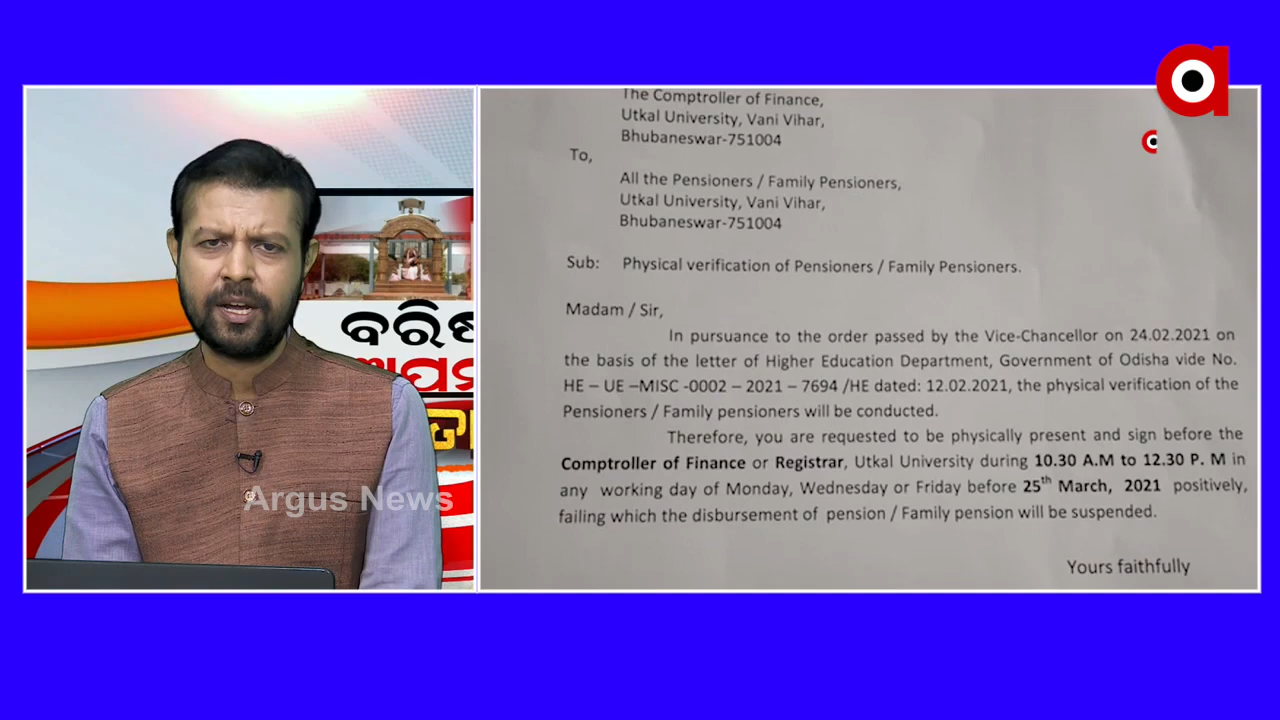 The Comptroller of Finance,
Utkal University, Vani Vihar,
Bhubaneswar-751004
To,
All the Pensioners / Family Pensioners,
Utkal University, Vani Vihar,
Bhubaneswar-751004
Sub: Physical verification of Pensioners / Family Pensioners.
Madam / Sir,
In pursuance to the order passed by the Vice-Chancellor on 24.02.2021 on
the basis of the letter of Higher Education Department, Government of Odisha vide No.
HE – UE –MISC -0002 – 2021 – 7694 /HE dated: 12.02.2021, the physical verification of the
Pensioners / Family pensioners will be conducted.
Therefore, you are requested to be physically present and sign before the
Comptroller of Finance or Registrar, Utkal University during 10.30 A.M to 12.30 P. M in
any working day of Monday, Wednesday or Friday before 25th March, 2021 positively,
failing which the disbursement of pension / Family pension will be suspended.
Yours faithfully
Argus News